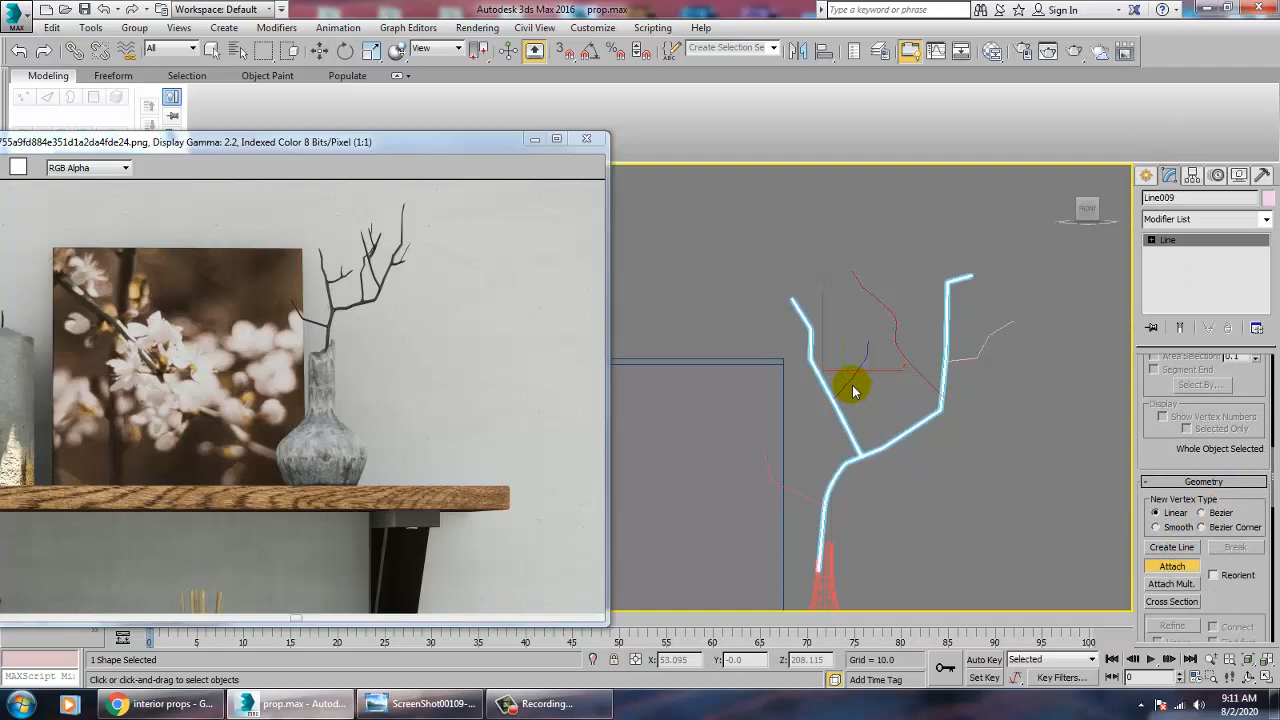 Workspace: Default
Autodesk 3ds Max 2016    prop.max
Type a keyword or phrase
Sign In
MAX
Edit Tools Group Views Create Modifiers Animation Graph Editors Rendering Civil View Customize Scripting Help
All
View
Create Selection Se
Modeling Freeform Selection Object Paint Populate
755a9fd884e351d1a2da4fde24.png, Display Gamma: 2.2, Indexed Color 8 Bits/Pixel (1:1)
RGB Alpha
FRONT
Line009
Modifier List
Line
Area Selection: 0.1
Segment End
Select By...
Display
Show Vertex Numbers
Selected Only
Whole Object Selected
Geometry
New Vertex Type
Linear Bezier
Smooth Bezier Corner
Create Line Break
Attach Reorient
Attach Mult.
Cross Section
Refine Connect
0 5 10 15 20 25 30 35 40 45 50 55 60 65 70 75 80 85 90 95 100
1 Shape Selected
X: 53.095 Y: -0.0 Z: 208.115 Grid = 10.0
Auto Key Selected
MAXScript Mi
Click or click-and-drag to select objects
Add Time Tag
Set Key Key Filters... 0
interior props - G...
prop.max - Autod...
ScreenShot00109-...
Recording...
9:11 AM
8/2/2020